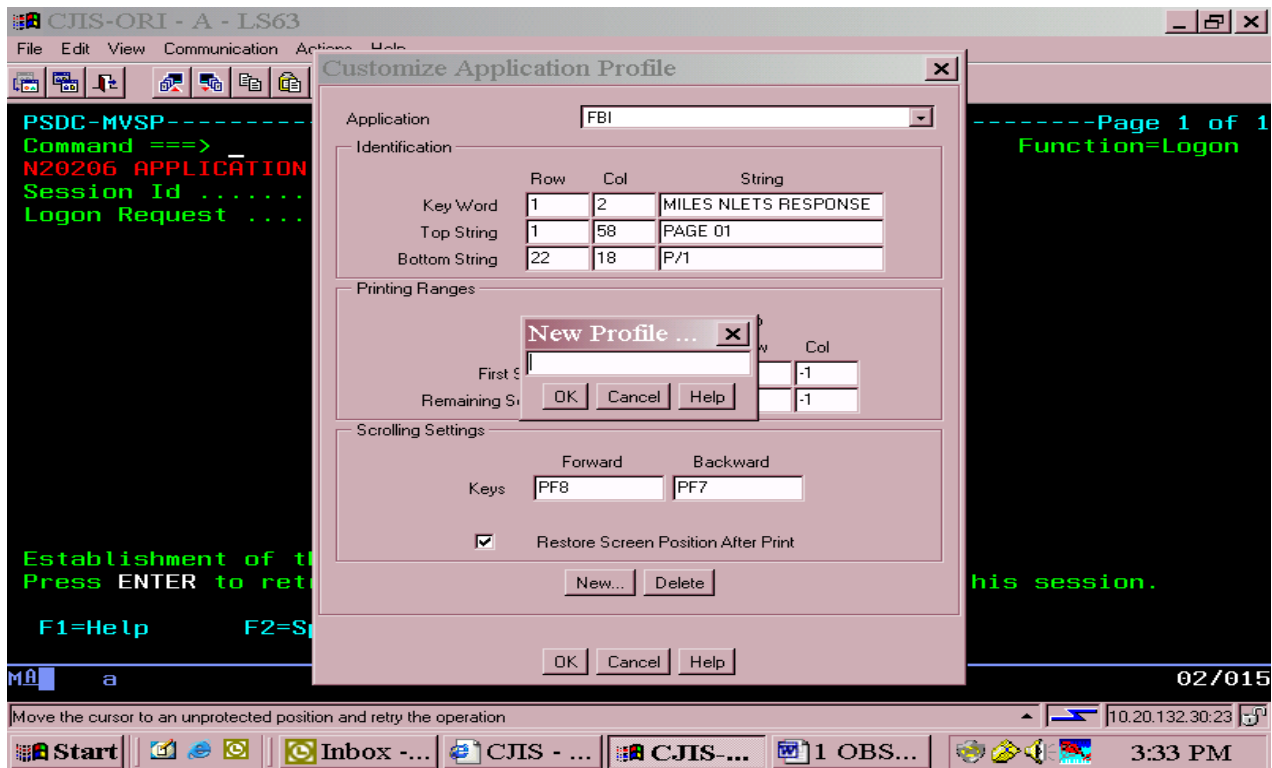 CJIS-ORI - A - LS63
File Edit View Communication Actions Help
Customize Application Profile
PSDC-MVSP---------- --------Page 1 of 1
Command ===> _ Function=Logon
N20206 APPLICATION
Session Id .......
Logon Request ....
Application FBI
Identification
Row Col String
Key Word 1 2 MILES NLETS RESPONSE
Top String 1 58 PAGE 01
Bottom String 22 18 P/1
Printing Ranges
New Profile ...
Col
First S -1
OK Cancel Help
Remaining S -1
Scrolling Settings
Forward Backward
Keys PF8 PF7
Restore Screen Position After Print
Establishment of t
Press ENTER to ret his session.
New... Delete
F1=Help F2=S
OK Cancel Help
MA a 02/015
Move the cursor to an unprotected position and retry the operation 10.20.132.30:23
Start Inbox -... CJIS - ... CJIS-... 1 OBS... 3:33 PM